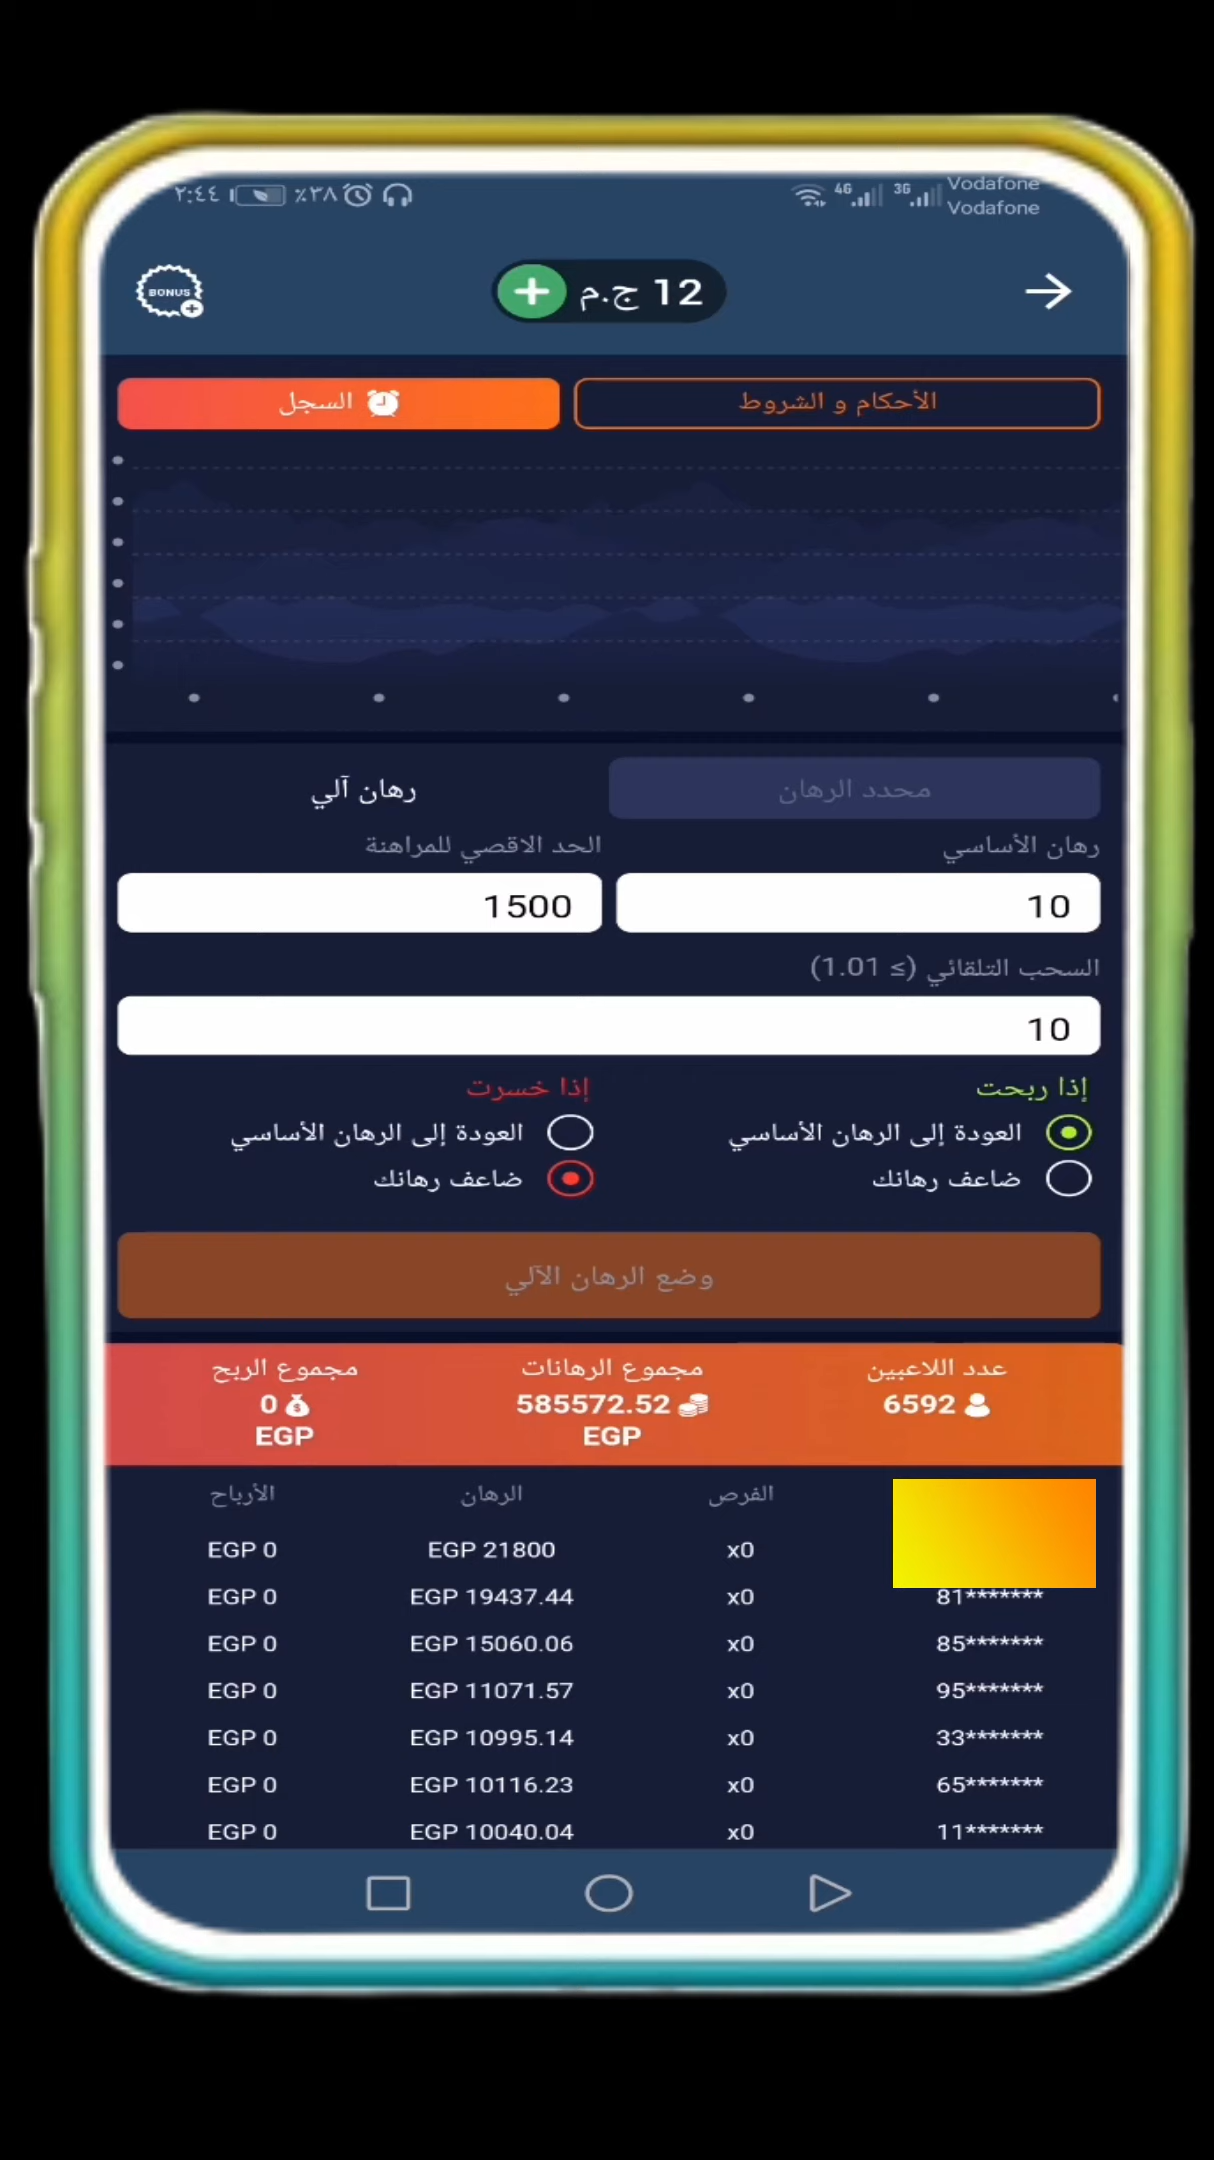 ٢:٤٤ ٪٣٨ 4G 3G Vodafone
Vodafone
BONUS 12 ج.م
السجل الأحكام و الشروط
رهان آلي محدد الرهان
رهان الأساسي الحد الاقصي للمراهنة
10 1500
السحب التلقائي (≥ 1.01)
10
إذا ربحت إذا خسرت
العودة إلى الرهان الأساسي العودة إلى الرهان الأساسي
ضاعف رهانك ضاعف رهانك
وضع الرهان الآلي
عدد اللاعبين مجموع الرهانات مجموع الربح
6592 585572.52 0
EGP EGP
الفرص الرهان الأرباح
x0 EGP 21800 EGP 0
81******* x0 EGP 19437.44 EGP 0
85******* x0 EGP 15060.06 EGP 0
95******* x0 EGP 11071.57 EGP 0
33******* x0 EGP 10995.14 EGP 0
65******* x0 EGP 10116.23 EGP 0
11******* x0 EGP 10040.04 EGP 0